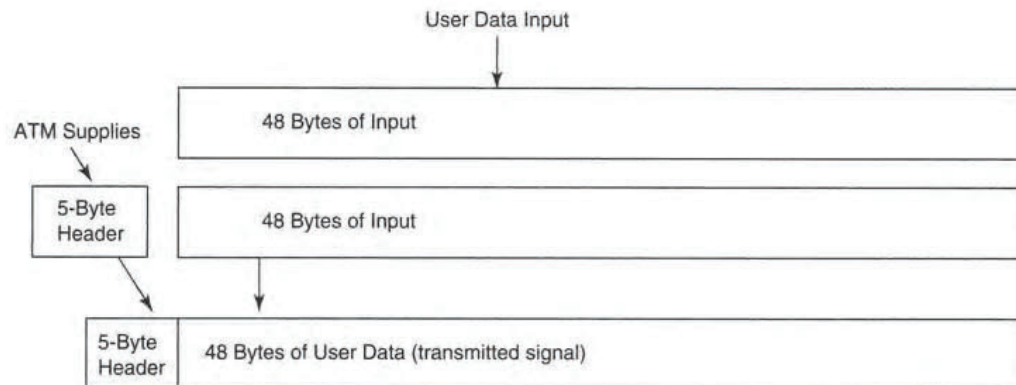 User Data Input
48 Bytes of Input
ATM Supplies
5-Byte
Header
48 Bytes of Input
5-Byte
Header
48 Bytes of User Data (transmitted signal)